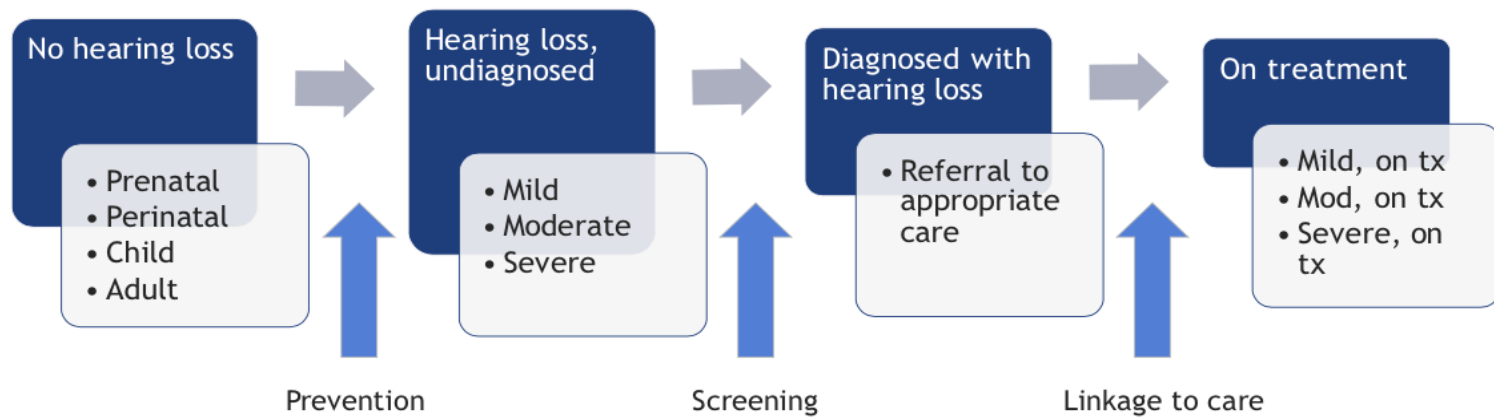 No hearing loss
• Prenatal
• Perinatal
• Child
• Adult
Hearing loss,
undiagnosed
• Mild
• Moderate
• Severe
Diagnosed with
hearing loss
• Referral to
appropriate
care
On treatment
• Mild, on tx
• Mod, on tx
• Severe, on
tx
Prevention
Screening
Linkage to care